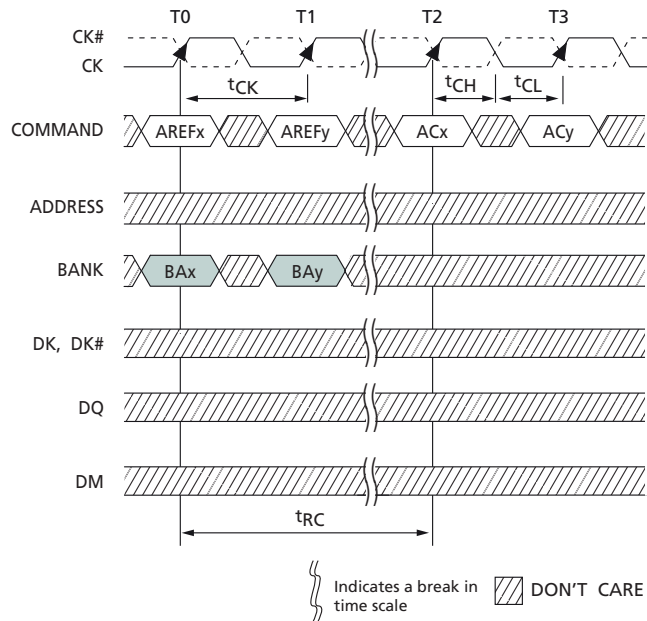 T0 T1 T2 T3
CK#
CK
tCK tCH tCL
COMMAND AREFx AREFy ACx ACy
ADDRESS
BANK BAx BAy
DK, DK#
DQ
DM
tRC
Indicates a break in
time scale
DON'T CARE